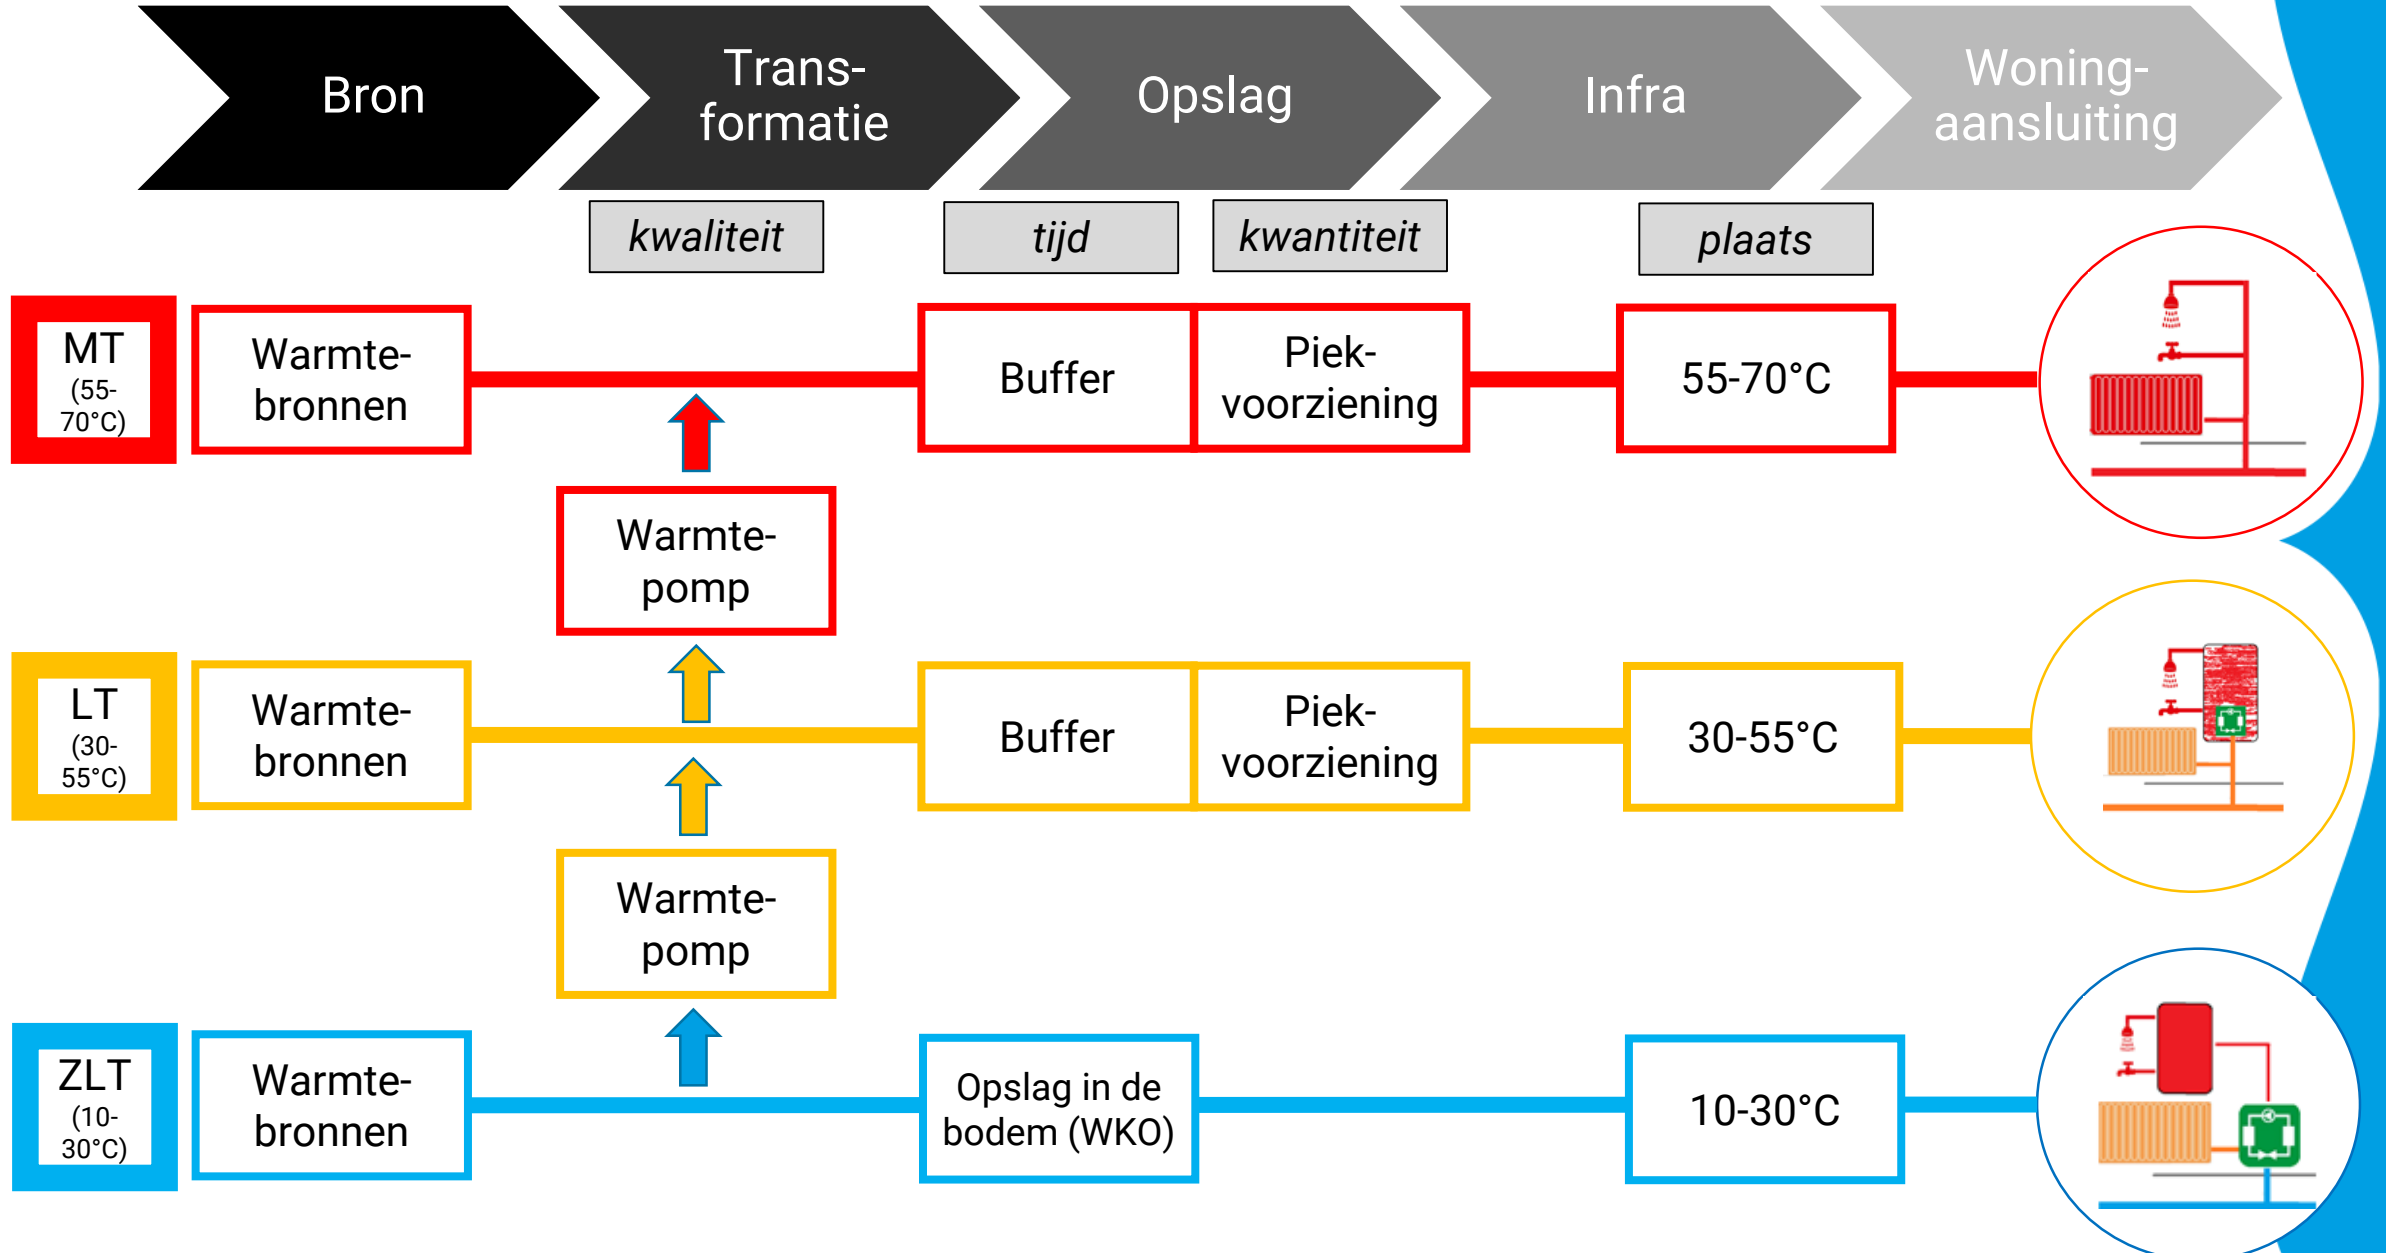 Bron
Trans-
formatie
Opslag
Infra
Woning-
aansluiting
kwaliteit
tijd
kwantiteit
plaats
MT
(55-
70°C)
Warmte-
bronnen
Buffer
Piek-
voorziening
55-70°C
Warmte-
pomp
LT
(30-
55°C)
Warmte-
bronnen
Buffer
Piek-
voorziening
30-55°C
Warmte-
pomp
ZLT
(10-
30°C)
Warmte-
bronnen
Opslag in de
bodem (WKO)
10-30°C